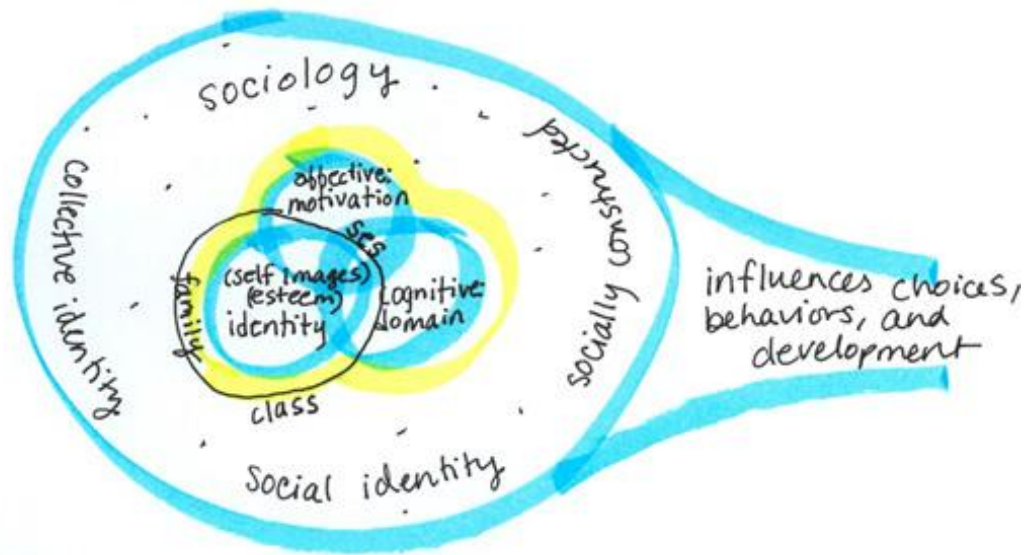 sociology
socially constructed
collective identity
affective:
motivation
ses
(self images)
(esteem)
identity
cognitive:
domain
family
class
social identity
influences choices,
behaviors, and
development